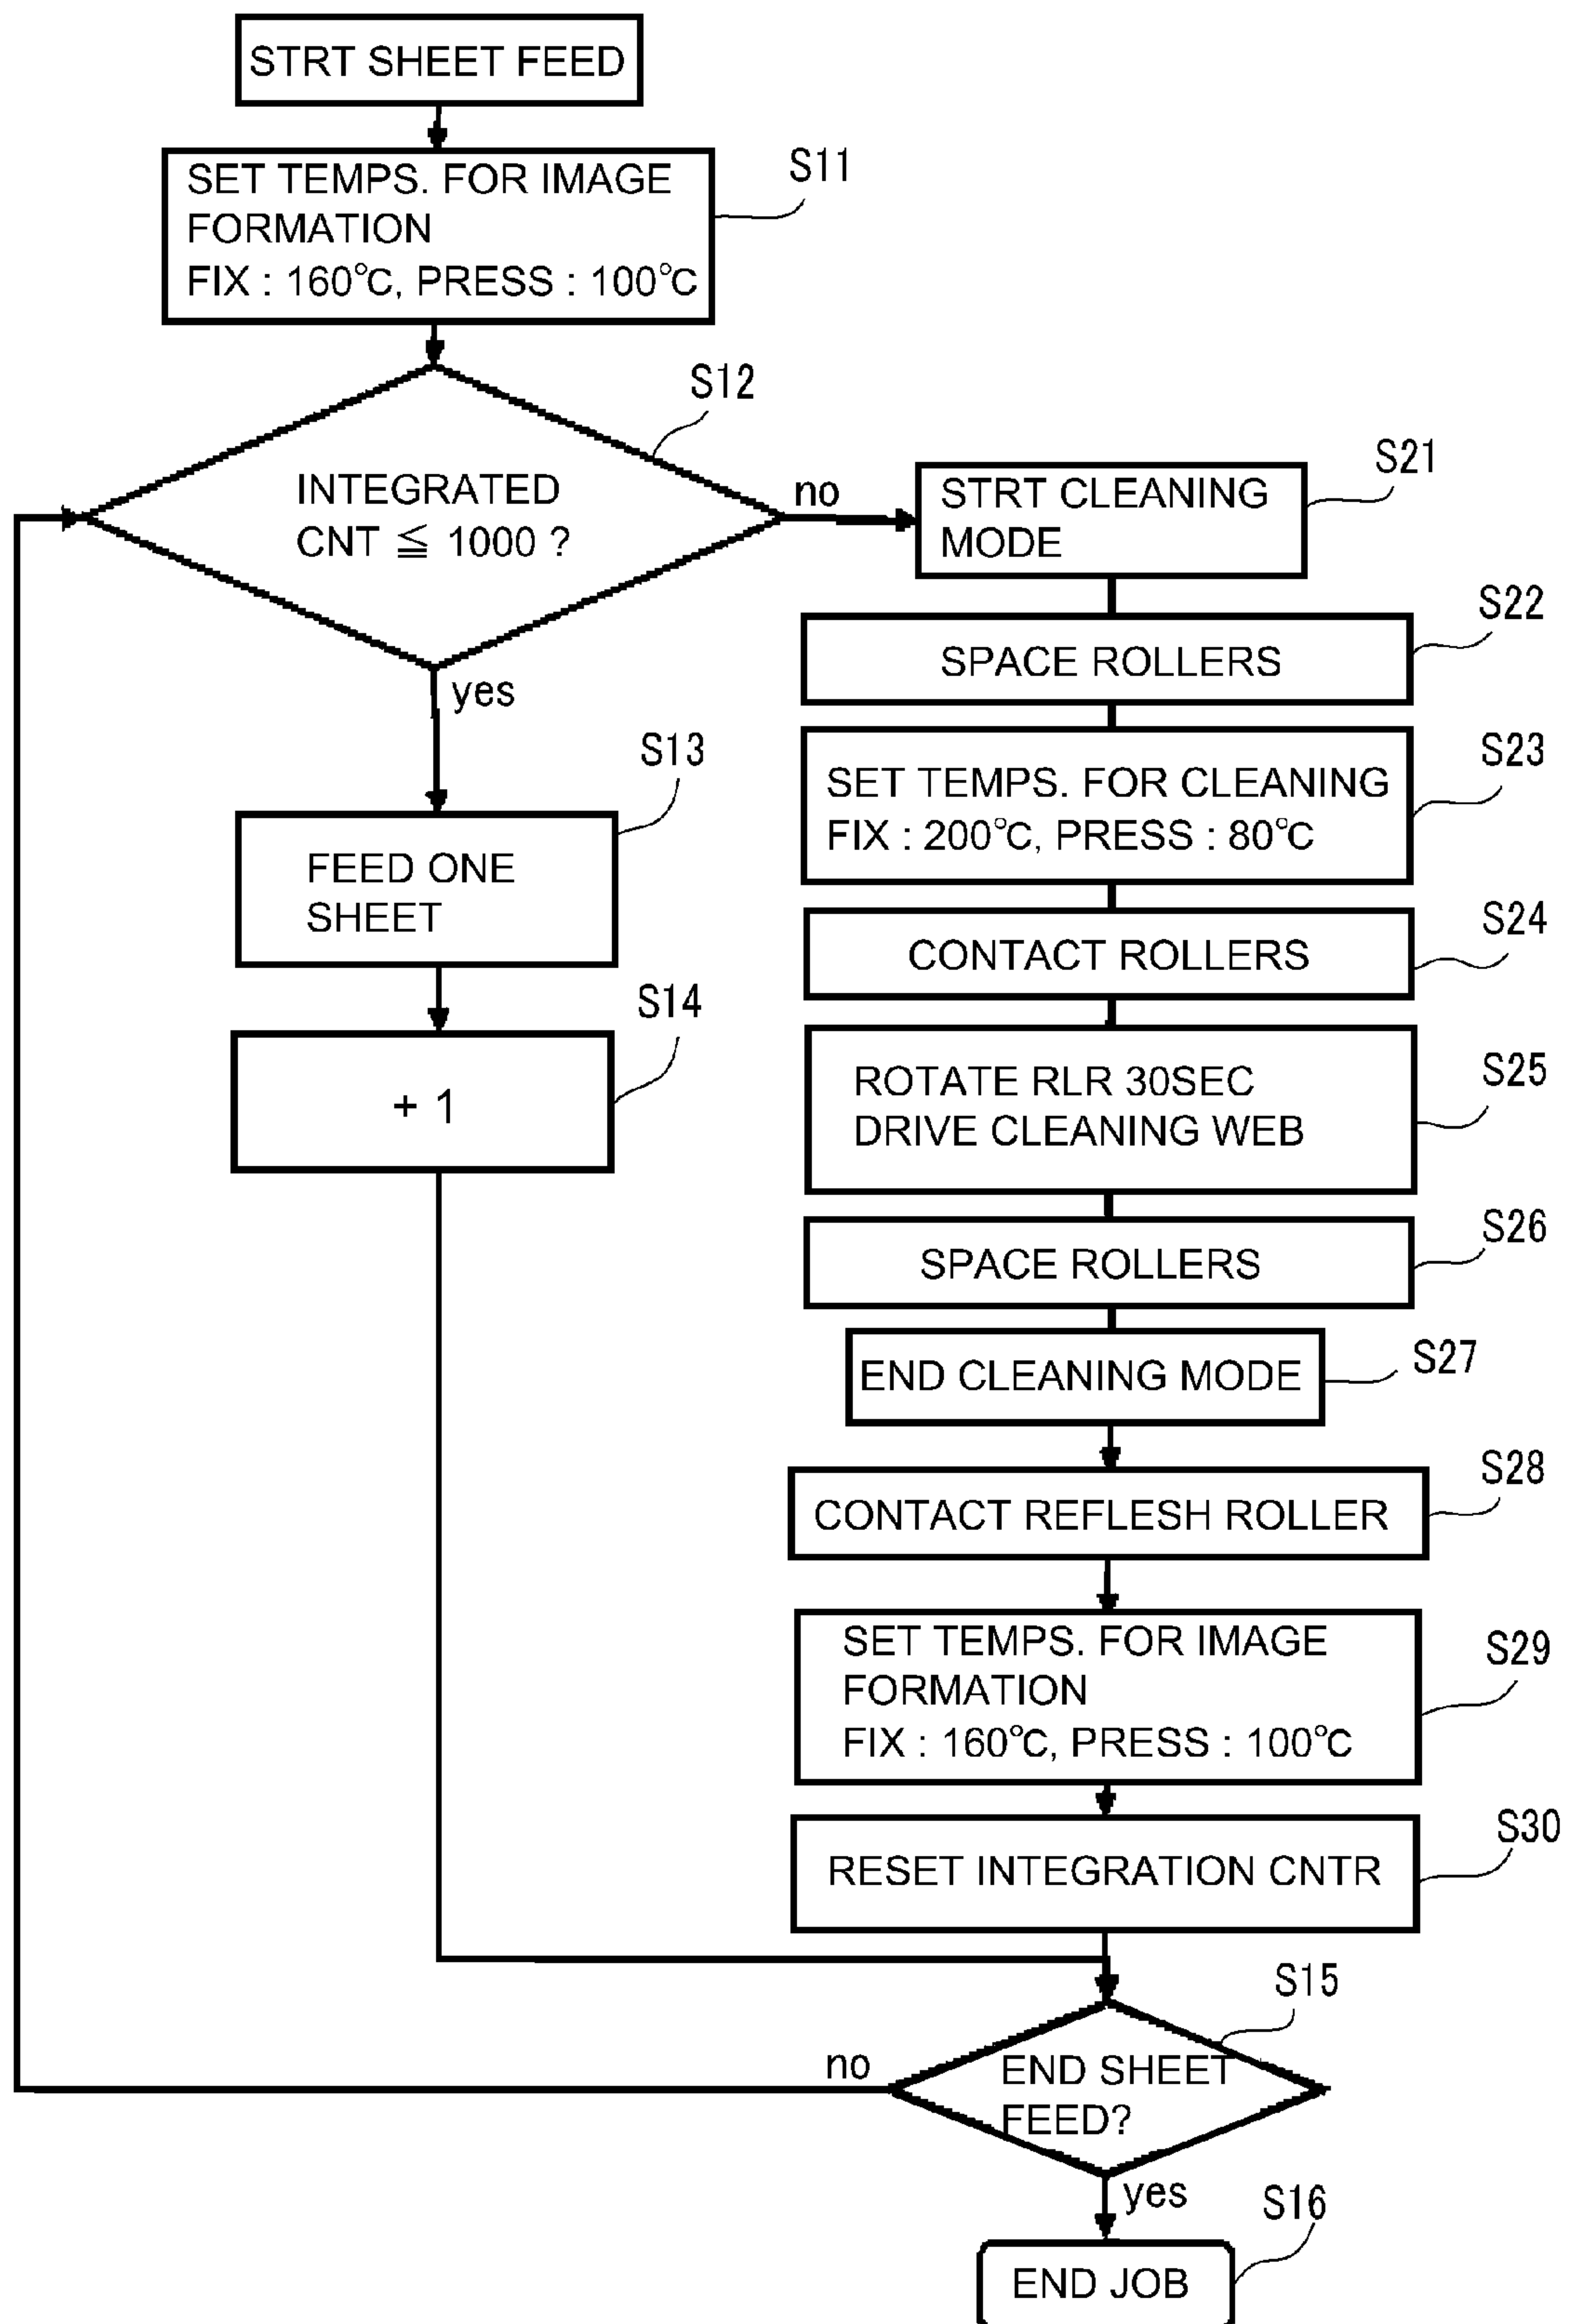 STRT SHEET FEED
SET TEMPS. FOR IMAGE
FORMATION
FIX : 160℃, PRESS : 100℃
S11
INTEGRATED
CNT ≦ 1000 ?
S12
no
yes
FEED ONE
SHEET
S13
+ 1
S14
STRT CLEANING
MODE
S21
SPACE ROLLERS
S22
SET TEMPS. FOR CLEANING
FIX : 200℃, PRESS : 80℃
S23
CONTACT ROLLERS
S24
ROTATE RLR 30SEC
DRIVE CLEANING WEB
S25
SPACE ROLLERS
S26
END CLEANING MODE
S27
CONTACT REFLESH ROLLER
S28
SET TEMPS. FOR IMAGE
FORMATION
FIX : 160℃, PRESS : 100℃
S29
RESET INTEGRATION CNTR
S30
END SHEET
FEED?
S15
no
yes
END JOB
S16